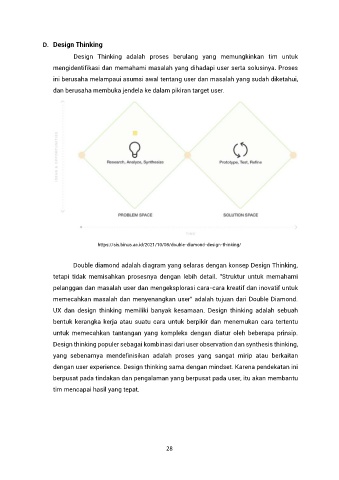 D. Design Thinking
Design Thinking adalah proses berulang yang memungkinkan tim untuk
mengidentifikasi dan memahami masalah yang dihadapi user serta solusinya. Proses
ini berusaha melampaui asumsi awal tentang user dan masalah yang sudah diketahui,
dan berusaha membuka jendela ke dalam pikiran target user.
Research, Analyze, Synthesize
Prototype, Test, Refine
PROBLEM SPACE
SOLUTION SPACE
https://sis.binus.ac.id/2021/10/08/double-diamond-design-thinking/
Double diamond adalah diagram yang selaras dengan konsep Design Thinking,
tetapi tidak memisahkan prosesnya dengan lebih detail. "Struktur untuk memahami
pelanggan dan masalah user dan mengeksplorasi cara-cara kreatif dan inovatif untuk
memecahkan masalah dan menyenangkan user" adalah tujuan dari Double Diamond.
UX dan design thinking memiliki banyak kesamaan. Design thinking adalah sebuah
bentuk kerangka kerja atau suatu cara untuk berpikir dan menemukan cara tertentu
untuk memecahkan tantangan yang kompleks dengan diatur oleh beberapa prinsip.
Design thinking populer sebagai kombinasi dari user observation dan synthesis thinking,
yang sebenarnya mendefinisikan adalah proses yang sangat mirip atau berkaitan
dengan user experience. Design thinking sama dengan mindset. Karena pendekatan ini
berpusat pada tindakan dan pengalaman yang berpusat pada user, itu akan membantu
tim mencapai hasil yang tepat.
28